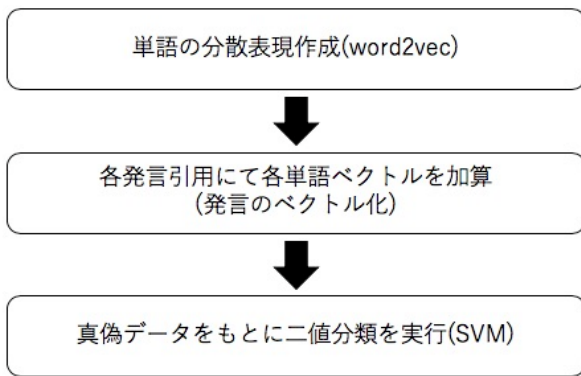 単語の分散表現作成(word2vec)
各発言引用にて各単語ベクトルを加算
(発言のベクトル化)
真偽データをもとに二値分類を実行(SVM)